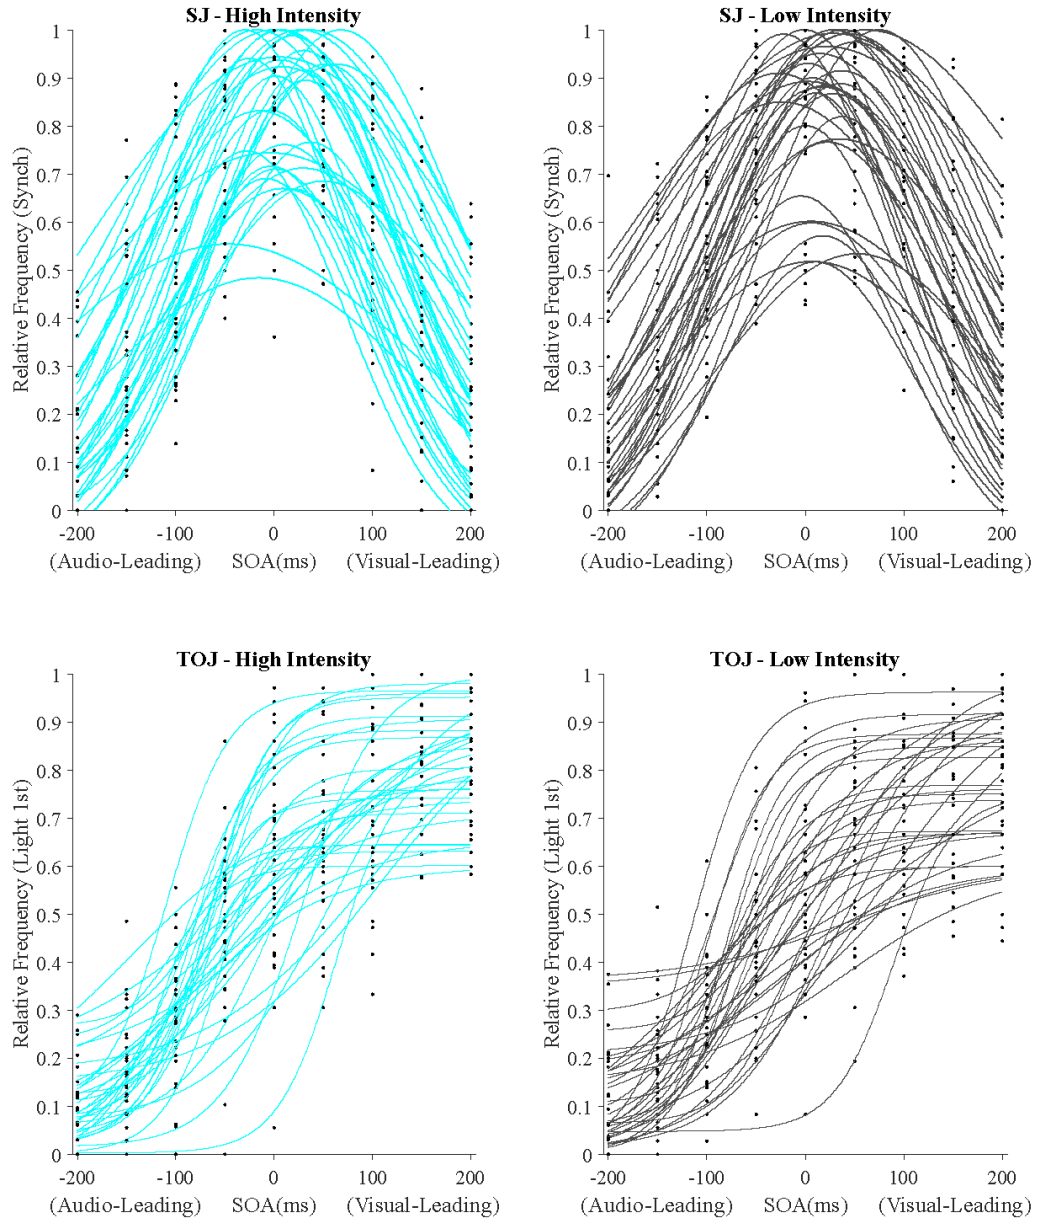 SJ - High Intensity
1
0.9
0.8
0.7
0.6
0.5
0.4
0.3
0.2
0.1
0
Relative Frequency (Synch)
-200 -100 0 100 200
(Audio-Leading) SOA(ms) (Visual-Leading)
SJ - Low Intensity
1
0.9
0.8
0.7
0.6
0.5
0.4
0.3
0.2
0.1
0
Relative Frequency (Synch)
-200 -100 0 100 200
(Audio-Leading) SOA(ms) (Visual-Leading)
TOJ - High Intensity
1
0.9
0.8
0.7
0.6
0.5
0.4
0.3
0.2
0.1
0
Relative Frequency (Light 1st)
-200 -100 0 100 200
(Audio-Leading) SOA(ms) (Visual-Leading)
TOJ - Low Intensity
1
0.9
0.8
0.7
0.6
0.5
0.4
0.3
0.2
0.1
0
Relative Frequency (Light 1st)
-200 -100 0 100 200
(Audio-Leading) SOA(ms) (Visual-Leading)